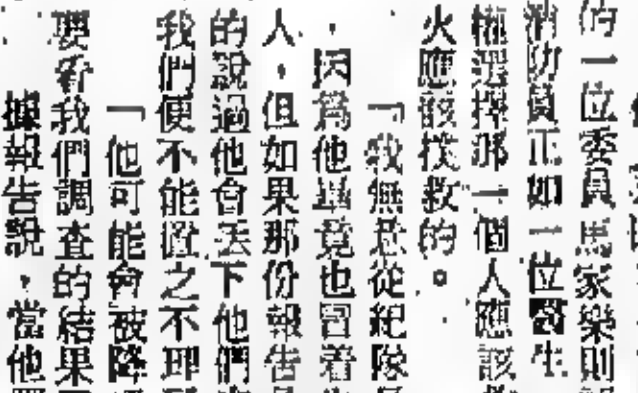 的一位委員馬家樂則
消防員正如一位醫生
權選擇那一個人應該
火應該撲救的。
「我無意從紀隊
，因為他畢竟也冒着
人，但如果那份報告
的說過他會丟下他們
我們便不能置之不理
「他可能會被降
要看我們調查的結果
據報告說，當他